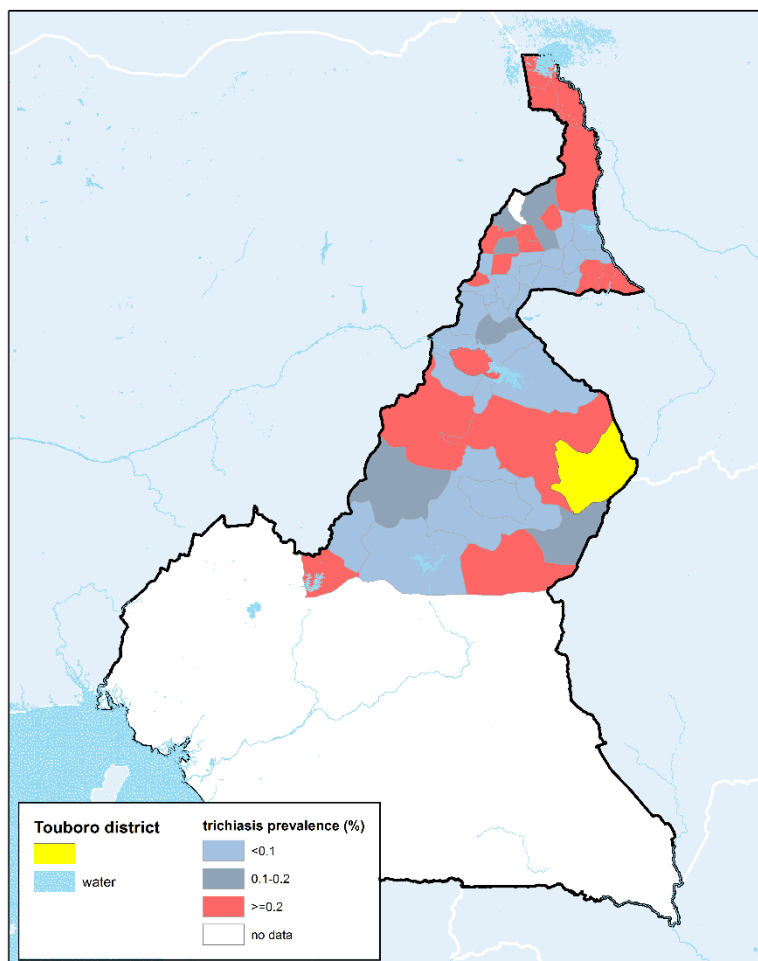 Touboro district
water
trichiasis prevalence (%)
<0.1
0.1-0.2
>=0.2
no data